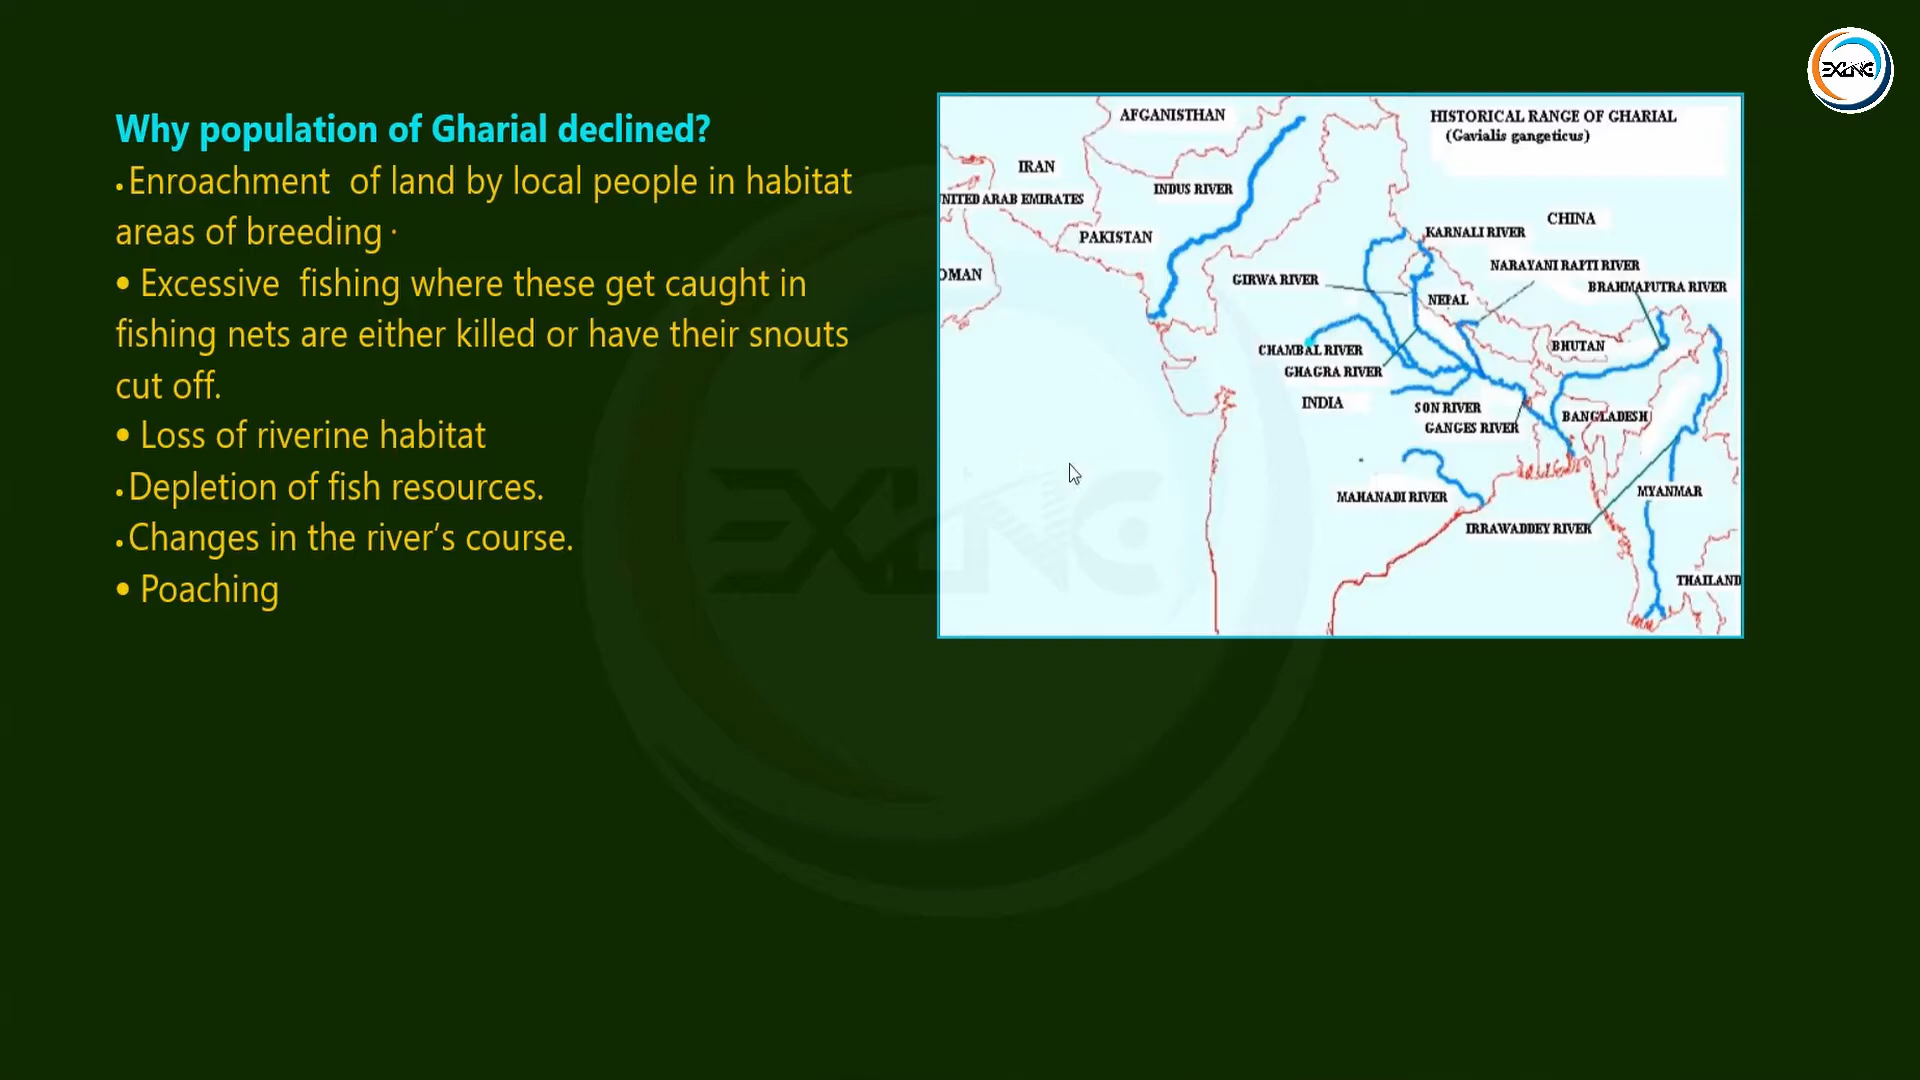 EXLNC
Why population of Gharial declined?
• Enroachment of land by local people in habitat
areas of breeding ·
• Excessive fishing where these get caught in
fishing nets are either killed or have their snouts
cut off.
• Loss of riverine habitat
• Depletion of fish resources.
• Changes in the river’s course.
• Poaching
HISTORICAL RANGE OF GHARIAL
(Gavialis gangeticus)
AFGANISTHAN
IRAN
INDUS RIVER
NITED ARAB EMIRATES
CHINA
PAKISTAN
KARNALI RIVER
NARAYANI RAPTI RIVER
OMAN
GIRWA RIVER
BRAHMAPUTRA RIVER
NEPAL
BHUTAN
CHAMBAL RIVER
GHAGRA RIVER
INDIA
SON RIVER
BANGLADESH
GANGES RIVER
MYANMAR
MAHANADI RIVER
IRRAWADDEY RIVER
THAILAND
EXLNC